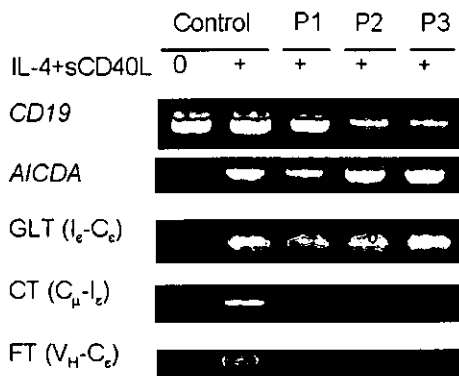 Control P1 P2 P3
IL-4+sCD40L 0 + + + +
CD19
AICDA
GLT (Iε-Cε)
CT (Cμ-Iε)
FT (VH-Cε)